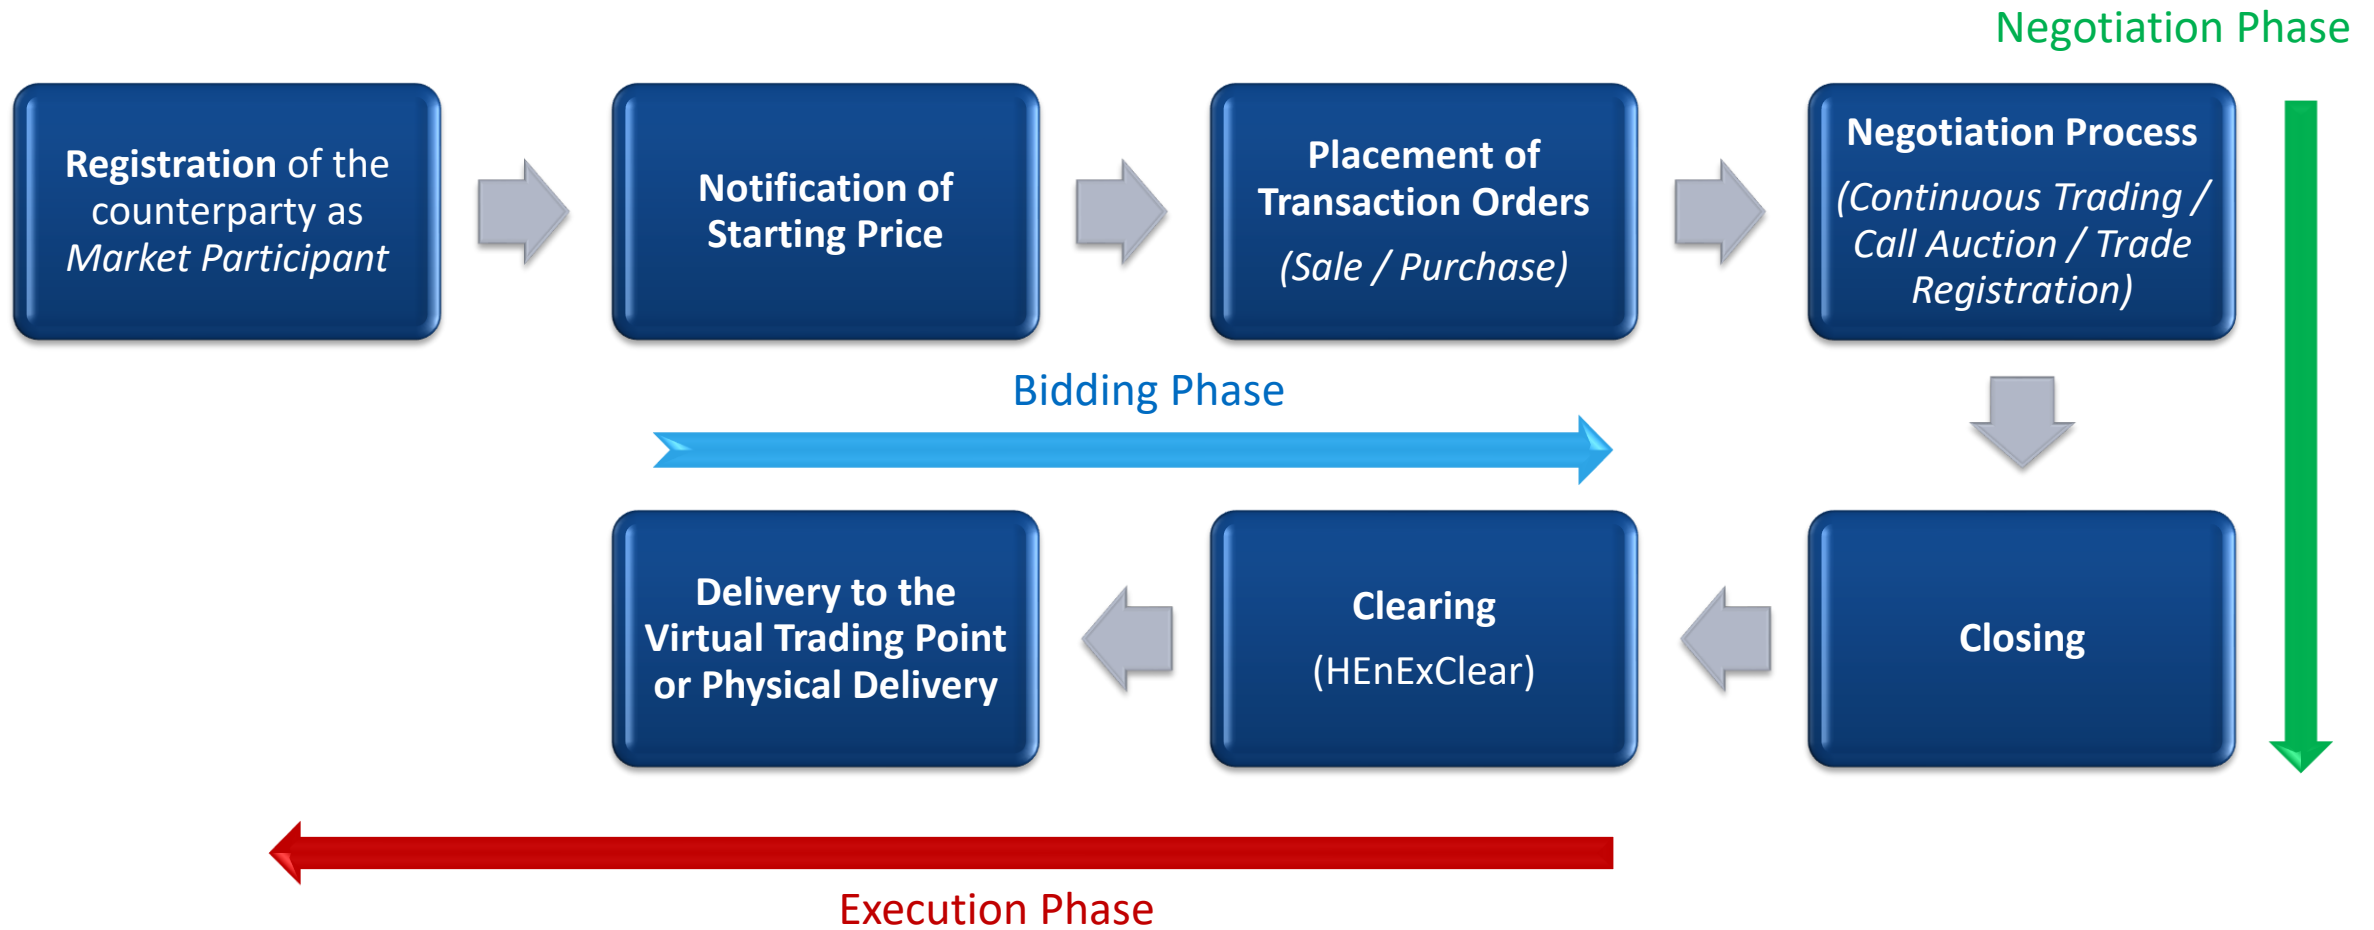 Negotiation Phase
Registration of the
counterparty as
Market Participant
Notification of
Starting Price
Placement of
Transaction Orders
(Sale / Purchase)
Negotiation Process
(Continuous Trading /
Call Auction / Trade
Registration)
Bidding Phase
Delivery to the
Virtual Trading Point
or Physical Delivery
Clearing
(HEnExClear)
Closing
Execution Phase